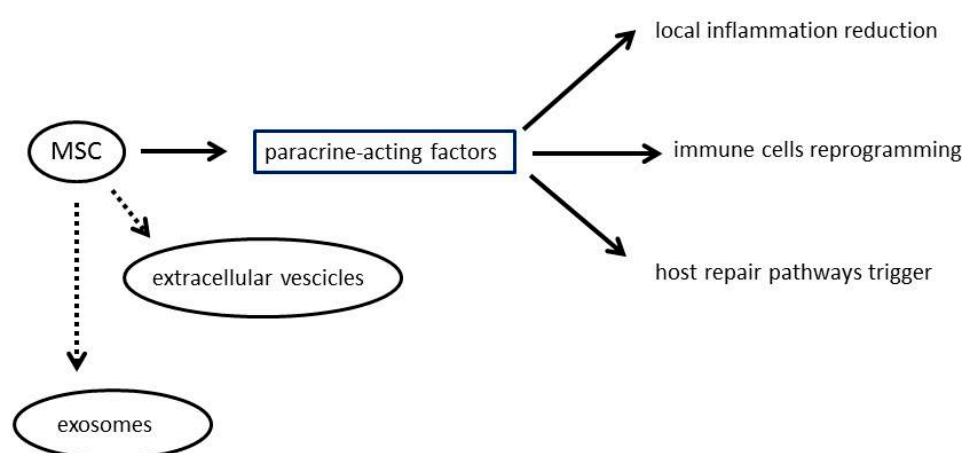 local inflammation reduction
MSC
paracrine-acting factors
immune cells reprogramming
extracellular vescicles
host repair pathways trigger
exosomes